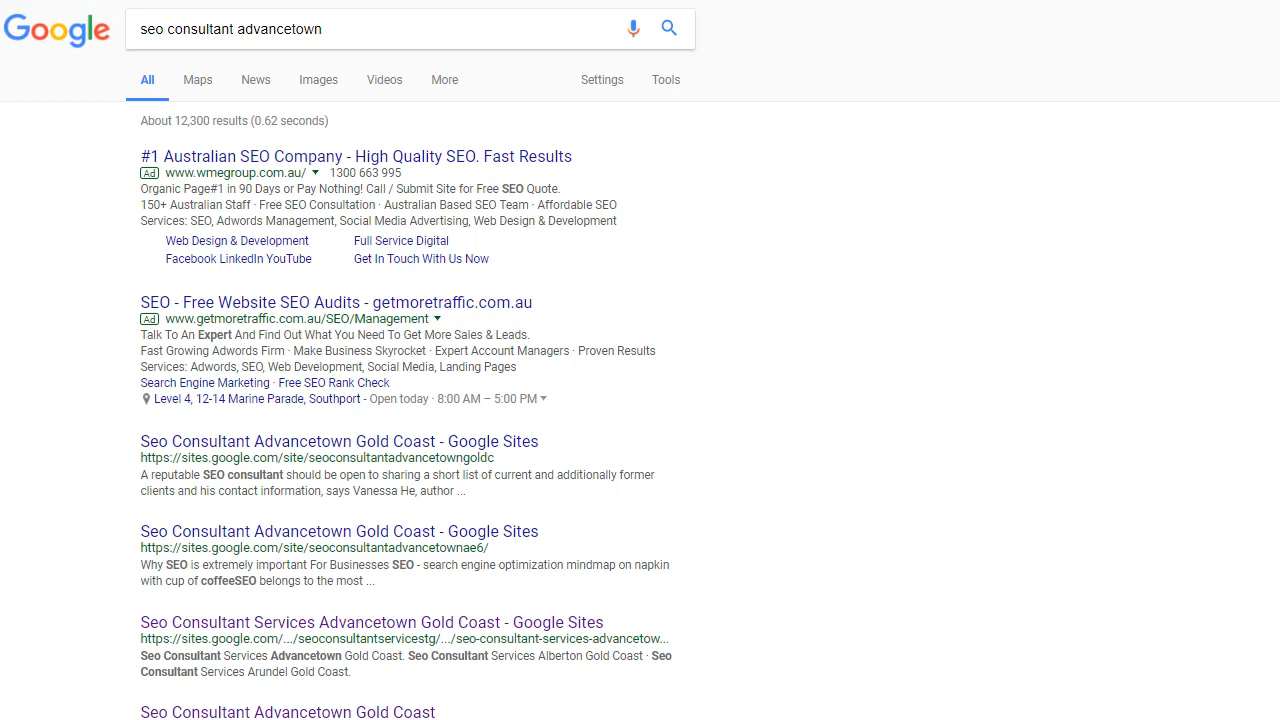 Google
seo consultant advancetown
All Maps News Images Videos More Settings Tools
About 12,300 results (0.62 seconds)
#1 Australian SEO Company - High Quality SEO. Fast Results
Ad www.wmegroup.com.au/ 1300 663 995
Organic Page#1 in 90 Days or Pay Nothing! Call / Submit Site for Free SEO Quote.
150+ Australian Staff · Free SEO Consultation · Australian Based SEO Team · Affordable SEO
Services: SEO, Adwords Management, Social Media Advertising, Web Design & Development
Web Design & Development Full Service Digital
Facebook LinkedIn YouTube Get In Touch With Us Now
SEO - Free Website SEO Audits - getmoretraffic.com.au
Ad www.getmoretraffic.com.au/SEO/Management
Talk To An Expert And Find Out What You Need To Get More Sales & Leads.
Fast Growing Adwords Firm · Make Business Skyrocket · Expert Account Managers · Proven Results
Services: Adwords, SEO, Web Development, Social Media, Landing Pages
Search Engine Marketing · Free SEO Rank Check
Level 4, 12-14 Marine Parade, Southport - Open today · 8:00 AM – 5:00 PM
Seo Consultant Advancetown Gold Coast - Google Sites
https://sites.google.com/site/seoconsultantadvancetowngoldc
A reputable SEO consultant should be open to sharing a short list of current and additionally former
clients and his contact information, says Vanessa He, author ...
Seo Consultant Advancetown Gold Coast - Google Sites
https://sites.google.com/site/seoconsultantadvancetownae6/
Why SEO is extremely important For Businesses SEO - search engine optimization mindmap on napkin
with cup of coffeeSEO belongs to the most ...
Seo Consultant Services Advancetown Gold Coast - Google Sites
https://sites.google.com/.../seoconsultantservicestg/.../seo-consultant-services-advancetow...
Seo Consultant Services Advancetown Gold Coast. Seo Consultant Services Alberton Gold Coast · Seo
Consultant Services Arundel Gold Coast.
Seo Consultant Advancetown Gold Coast